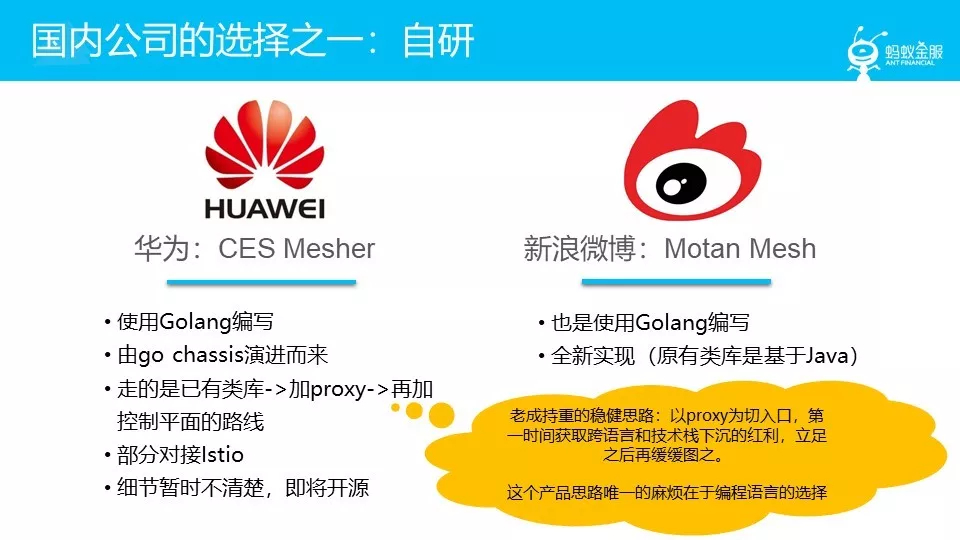 国内公司的选择之一：自研
蚂蚁金服
ANT FINANCIAL
HUAWEI
华为：CES Mesher
• 使用Golang编写
• 由go chassis演进而来
• 走的是已有类库->加proxy->再加
控制平面的路线
• 部分对接Istio
• 细节暂时不清楚，即将开源
新浪微博：Motan Mesh
• 也是使用Golang编写
• 全新实现（原有类库是基于Java）
老成持重的稳健思路：以proxy为切入口，第
一时间获取跨语言和技术栈下沉的红利，立足
之后再缓缓图之。
这个产品思路唯一的麻烦在于编程语言的选择